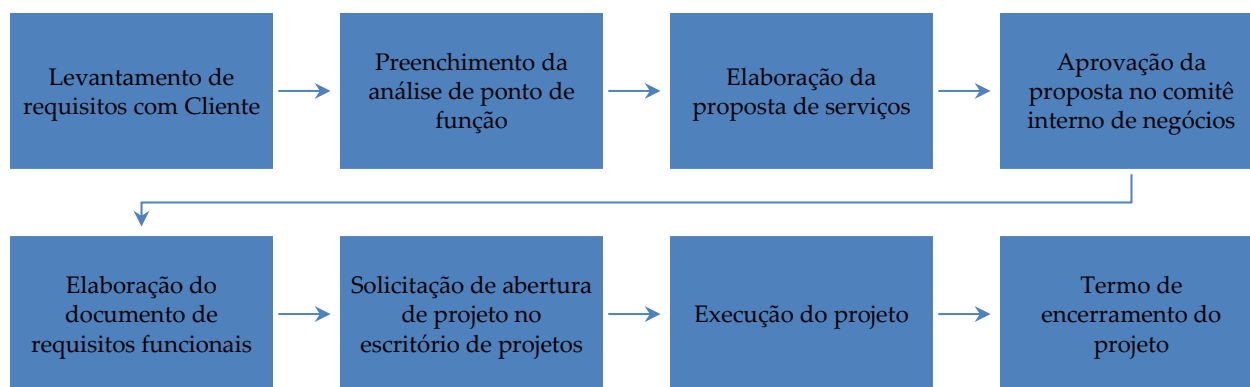 Levantamento de
requisitos com Cliente
Preenchimento da
análise de ponto de
função
Elaboração da
proposta de serviços
Aprovação da
proposta no comitê
interno de negócios
Elaboração do
documento de
requisitos funcionais
Solicitação de abertura
de projeto no
escritório de projetos
Execução do projeto
Termo de
encerramento do
projeto